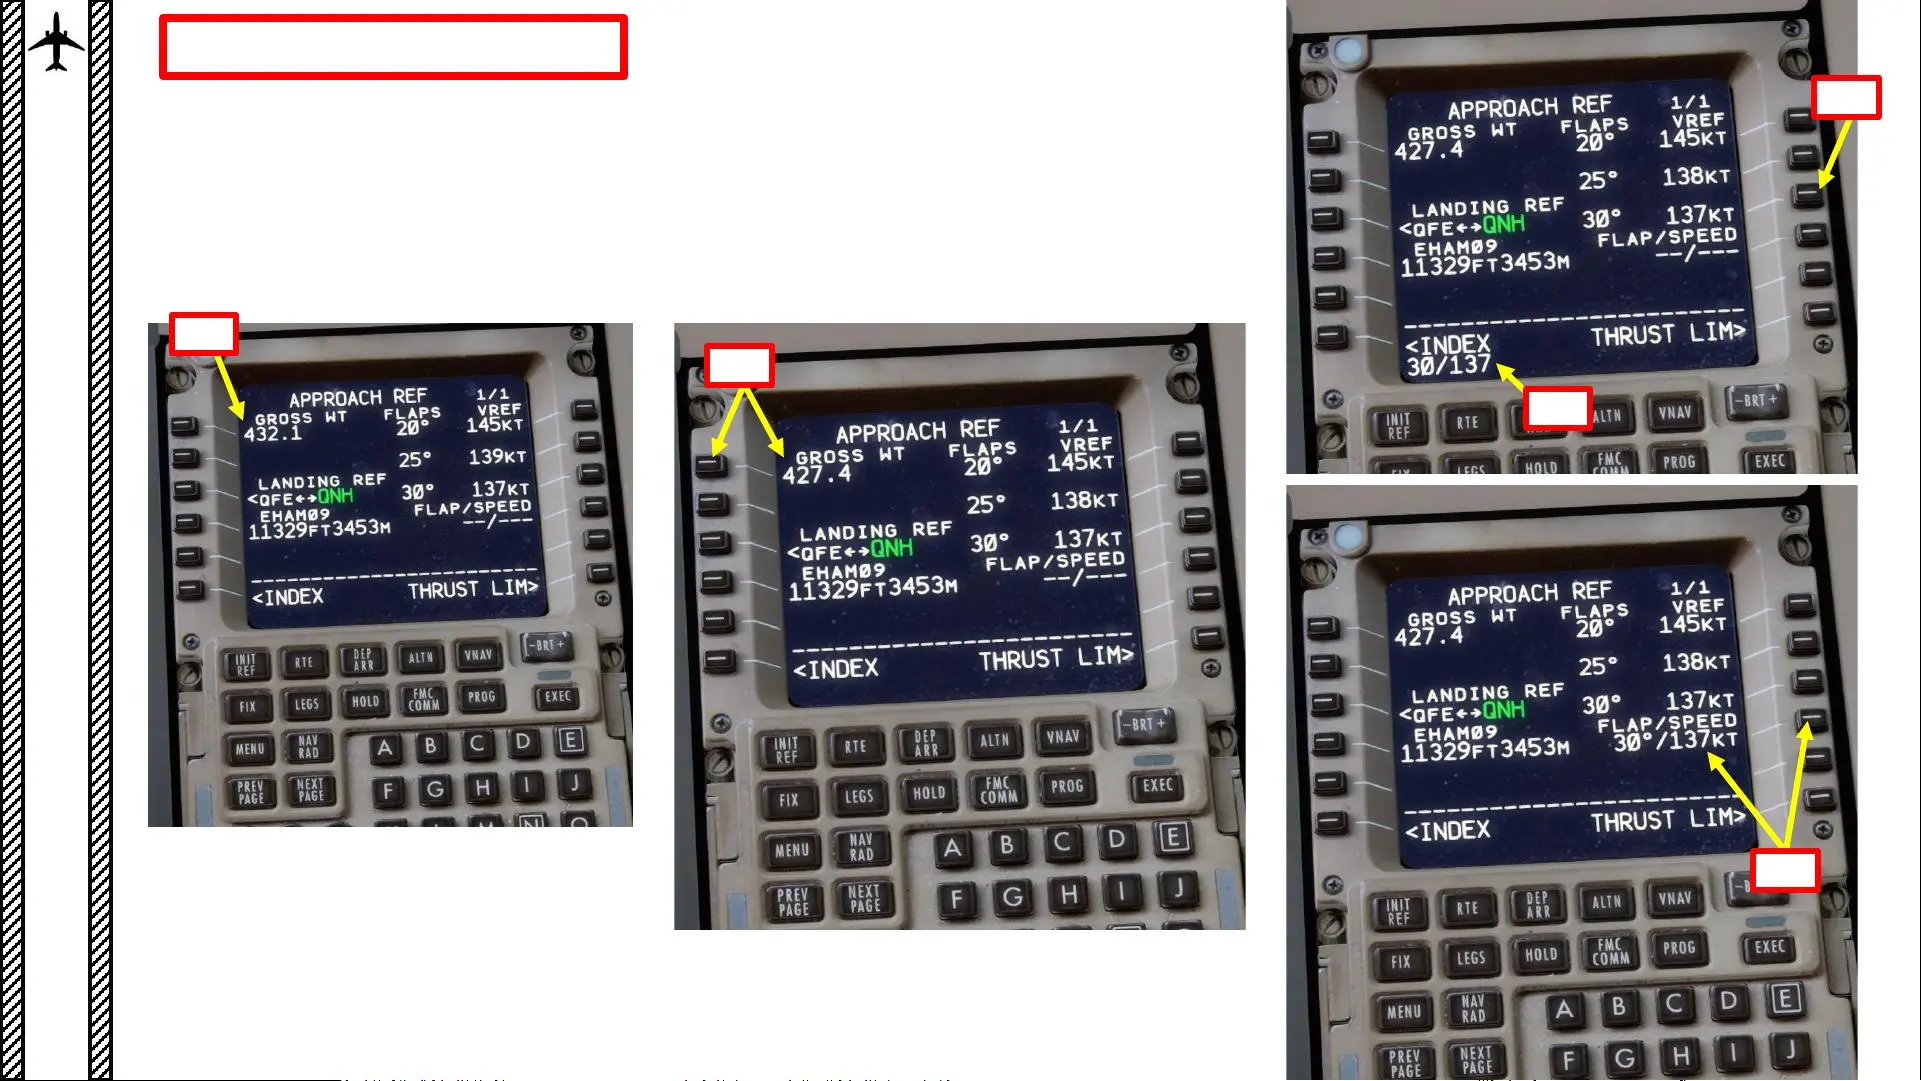 APPROACH REF 1/1
GROSS WT FLAPS VREF
432.1 20° 145KT
25° 139KT
LANDING REF
<QFE↔QNH 30° 137KT
EHAM09 FLAP/SPEED
11329FT3453M --/---
<INDEX THRUST LIM>
INIT REF RTE DEP ARR ALTN VNAV -BRT+
FIX LEGS HOLD FMC COMM PROG EXEC
MENU NAV RAD A B C D E
PREV PAGE NEXT PAGE F G H I J
APPROACH REF 1/1
GROSS WT FLAPS VREF
427.4 20° 145KT
25° 138KT
LANDING REF
<QFE↔QNH 30° 137KT
EHAM09 FLAP/SPEED
11329FT3453M --/---
<INDEX THRUST LIM>
INIT REF RTE DEP ARR ALTN VNAV -BRT+
FIX LEGS HOLD FMC COMM PROG EXEC
MENU NAV RAD A B C D E
PREV PAGE NEXT PAGE F G H I J
APPROACH REF 1/1
GROSS WT FLAPS VREF
427.4 20° 145KT
25° 138KT
LANDING REF
<QFE↔QNH 30° 137KT
EHAM09 FLAP/SPEED
11329FT3453M --/---
<INDEX THRUST LIM>
30/137
INIT REF RTE ALTN VNAV -BRT+
FIX LEGS HOLD FMC COMM PROG EXEC
APPROACH REF 1/1
GROSS WT FLAPS VREF
427.4 20° 145KT
25° 138KT
LANDING REF
<QFE↔QNH 30° 137KT
EHAM09 FLAP/SPEED
11329FT3453M 30°/137KT
<INDEX THRUST LIM>
INIT REF RTE DEP ARR ALTN VNAV
FIX LEGS HOLD FMC COMM PROG EXEC
MENU NAV RAD A B C D E
PREV PAGE NEXT PAGE F G H I J